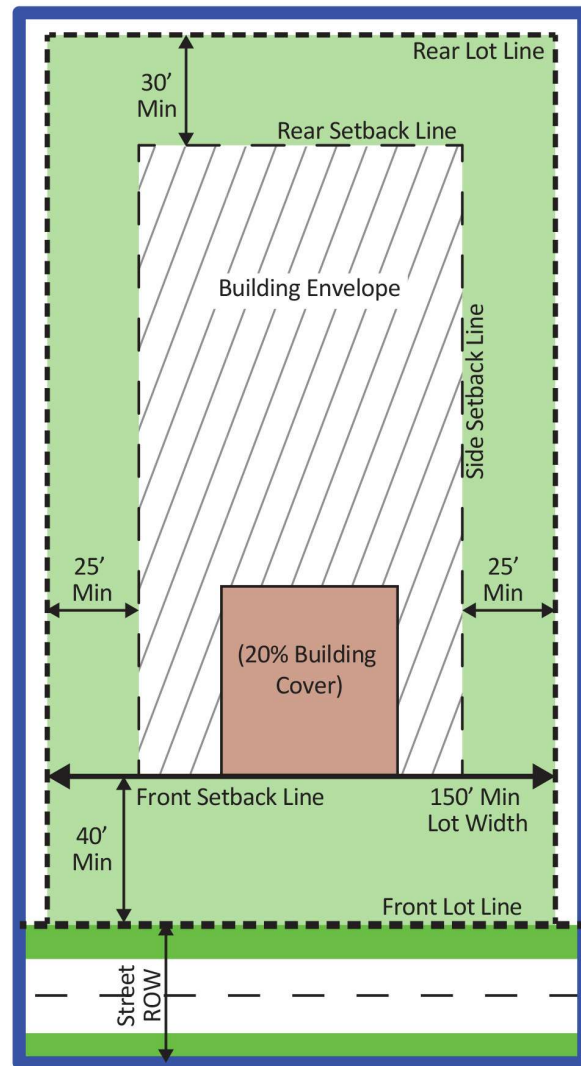 Rear Lot Line
30’
Min
Rear Setback Line
Building Envelope
Side Setback Line
25’
Min
25’
Min
(20% Building
Cover)
Front Setback Line
150’ Min
Lot Width
40’
Min
Front Lot Line
Street
ROW